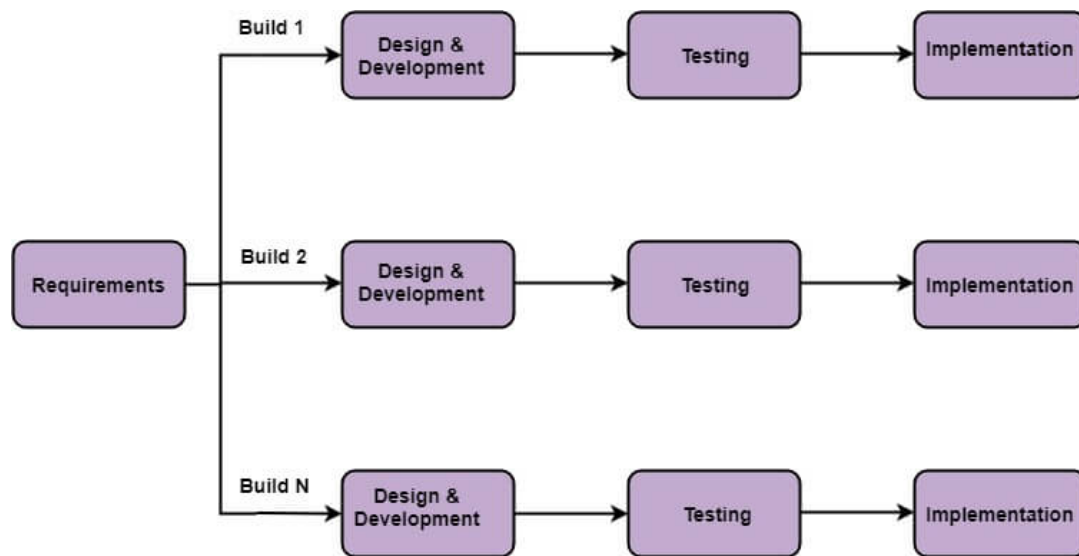 Build 1
Design &
Development
Testing
Implementation
Requirements
Build 2
Design &
Development
Testing
Implementation
Build N
Design &
Development
Testing
Implementation